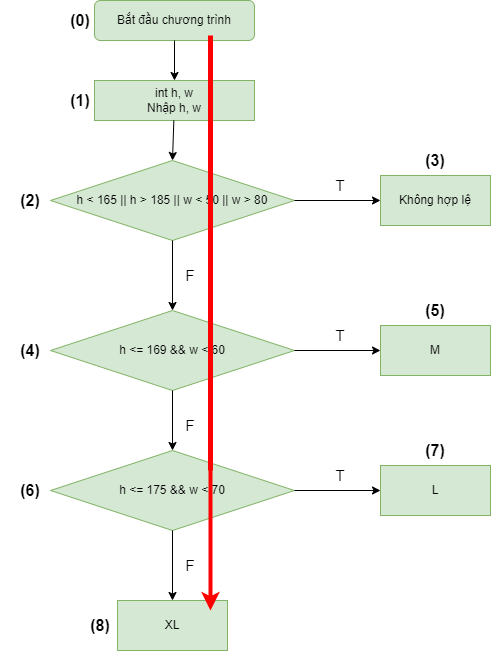 (0)
Bắt đầu chương trình
(1)
int h, w
Nhập h, w
(2)
h < 165 || h > 185 || w < 50 || w > 80
T
(3)
Không hợp lệ
F
(4)
h <= 169 && w < 60
T
(5)
M
F
(6)
h <= 175 && w < 70
T
(7)
L
F
(8)
XL